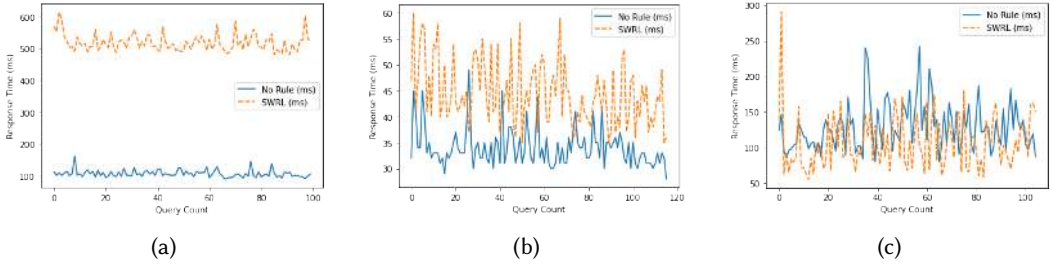 600
500
400
300
200
100
Response Time (ms)
No Rule (ms)
SWRL (ms)
0
20
40
60
80
100
Query Count
(a)
60
55
50
45
40
35
30
Response Time (ms)
No Rule (ms)
SWRL (ms)
0
20
40
60
80
100
120
Query Count
(b)
300
250
200
150
100
50
Response Time (ms)
No Rule (ms)
SWRL (ms)
0
20
40
60
80
100
Query Count
(c)